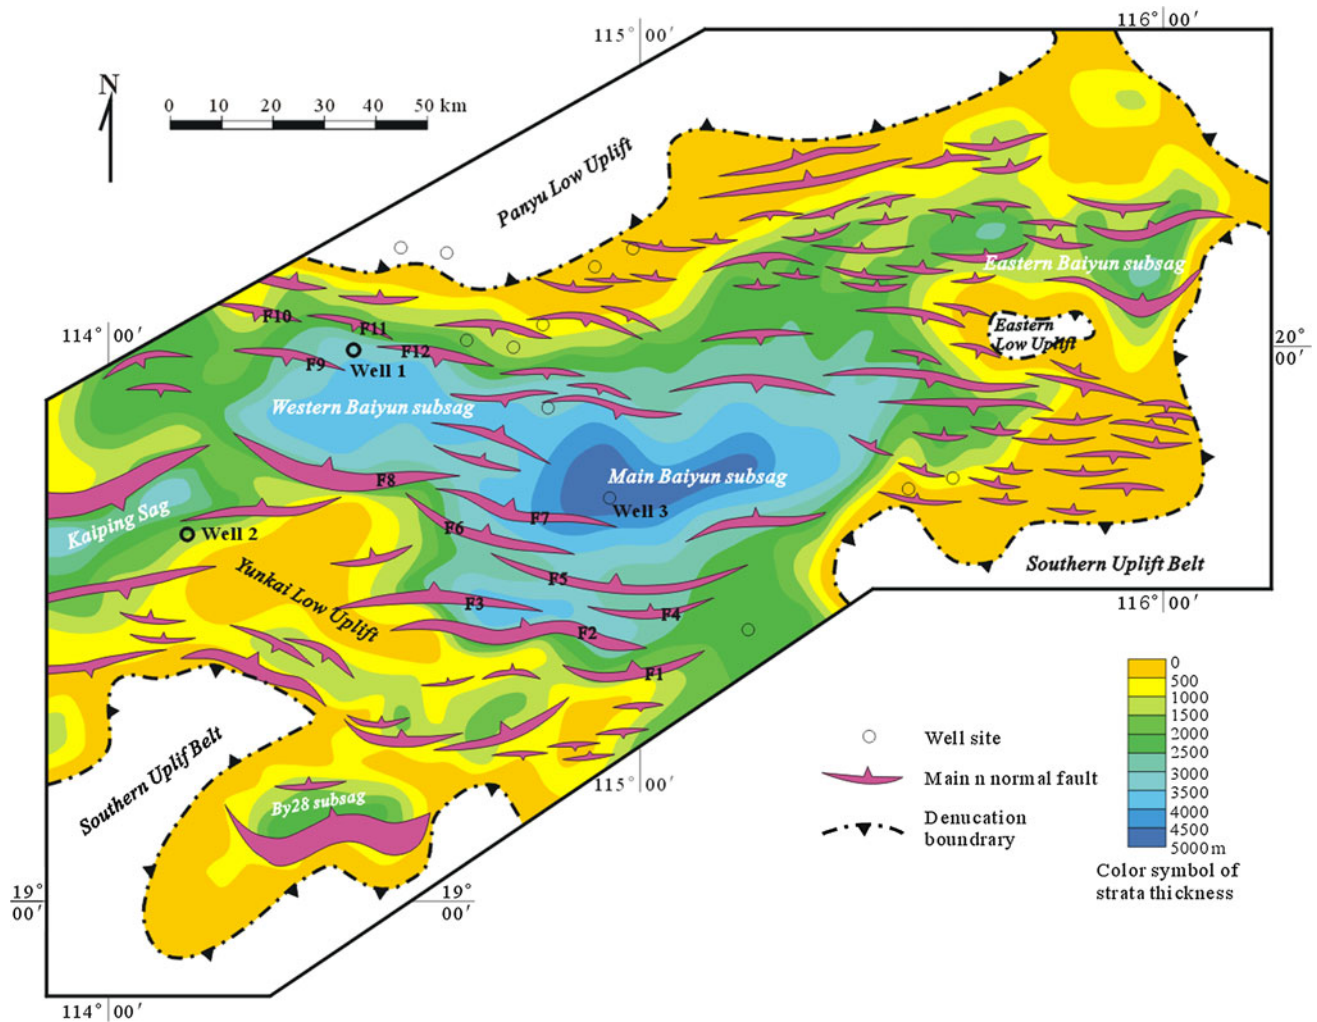 116° 00′
115° 00′
N
0 10 20 30 40 50 km
Panyu Low Uplift
Eastern Baiyun subsag
F10
F11
114° 00′
Eastern
Low Uplift
20°
00′
F9
F12
Well 1
Western Baiyun subsag
F8
Main Baiyun subsag
Kaiping Sag
Well 3
F7
F6
Well 2
Yunkai Low Uplift
F5
Southern Uplift Belt
F3
F4
116° 00′
F2
F1
0
500
1000
1500
2000
2500
3000
3500
4000
4500
5000 m
Well site
Main n normal fault
Denucation
boundrary
Color symbol of
strata thickness
Southern Uplif Belt
115° 00′
By28 subsag
19°
00′
19°
00′
114° 00′